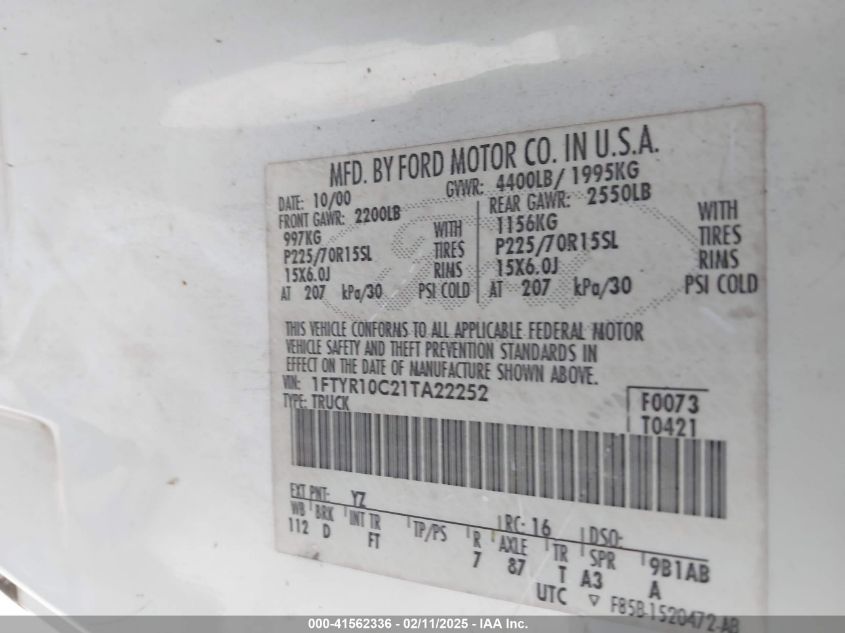 MFD. BY FORD MOTOR CO. IN U.S.A.
DATE: 10/00 GVWR: 4400LB/ 1995KG
FRONT GAWR: 2200LB REAR GAWR: 2550LB
997KG WITH 1156KG WITH
P225/70R15SL TIRES P225/70R15SL TIRES
15X6.0J RIMS 15X6.0J RIMS
AT 207 kPa/30 PSI COLD AT 207 kPa/30 PSI COLD
THIS VEHICLE CONFORMS TO ALL APPLICABLE FEDERAL MOTOR
VEHICLE SAFETY AND THEFT PREVENTION STANDARDS IN
EFFECT ON THE DATE OF MANUFACTURE SHOWN ABOVE.
VIN: 1FTYR10C21TA22252
TYPE: TRUCK
F0073
T0421
EXT PNT: YZ RC: 16 DSO:
WB BRK INT TR TP/PS R AXLE TR SPR 9B1AB
112 D FT 7 87 T A3 A
UTC ▽ F85B-1520472-AB
000-41562336 - 02/11/2025 - IAA Inc.